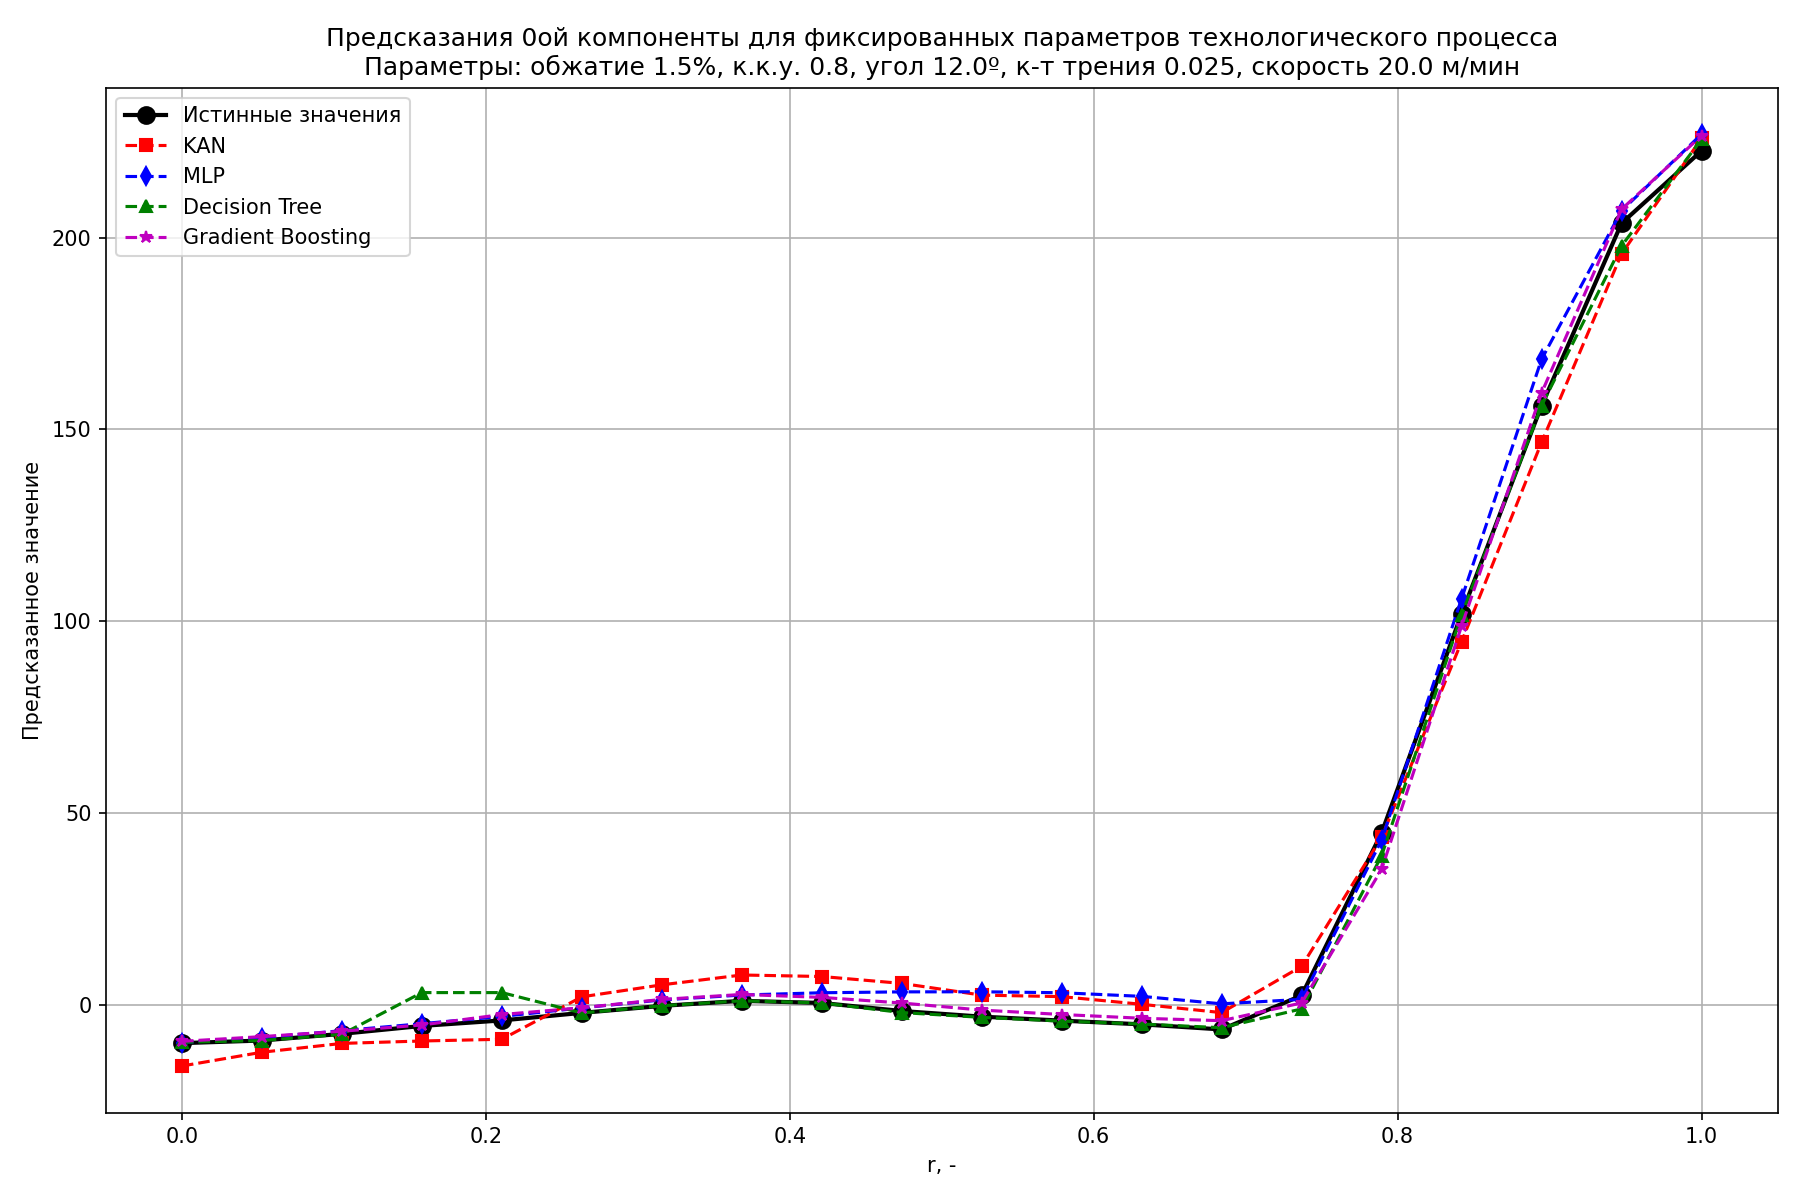 Предсказания 0ой компоненты для фиксированных параметров технологического процесса
Параметры: обжатие 1.5%, к.к.у. 0.8, угол 12.0º, к-т трения 0.025, скорость 20.0 м/мин
Истинные значения
KAN
MLP
Decision Tree
Gradient Boosting
Предсказанное значение
200
150
100
50
0
0.0
0.2
0.4
0.6
0.8
1.0
r, -